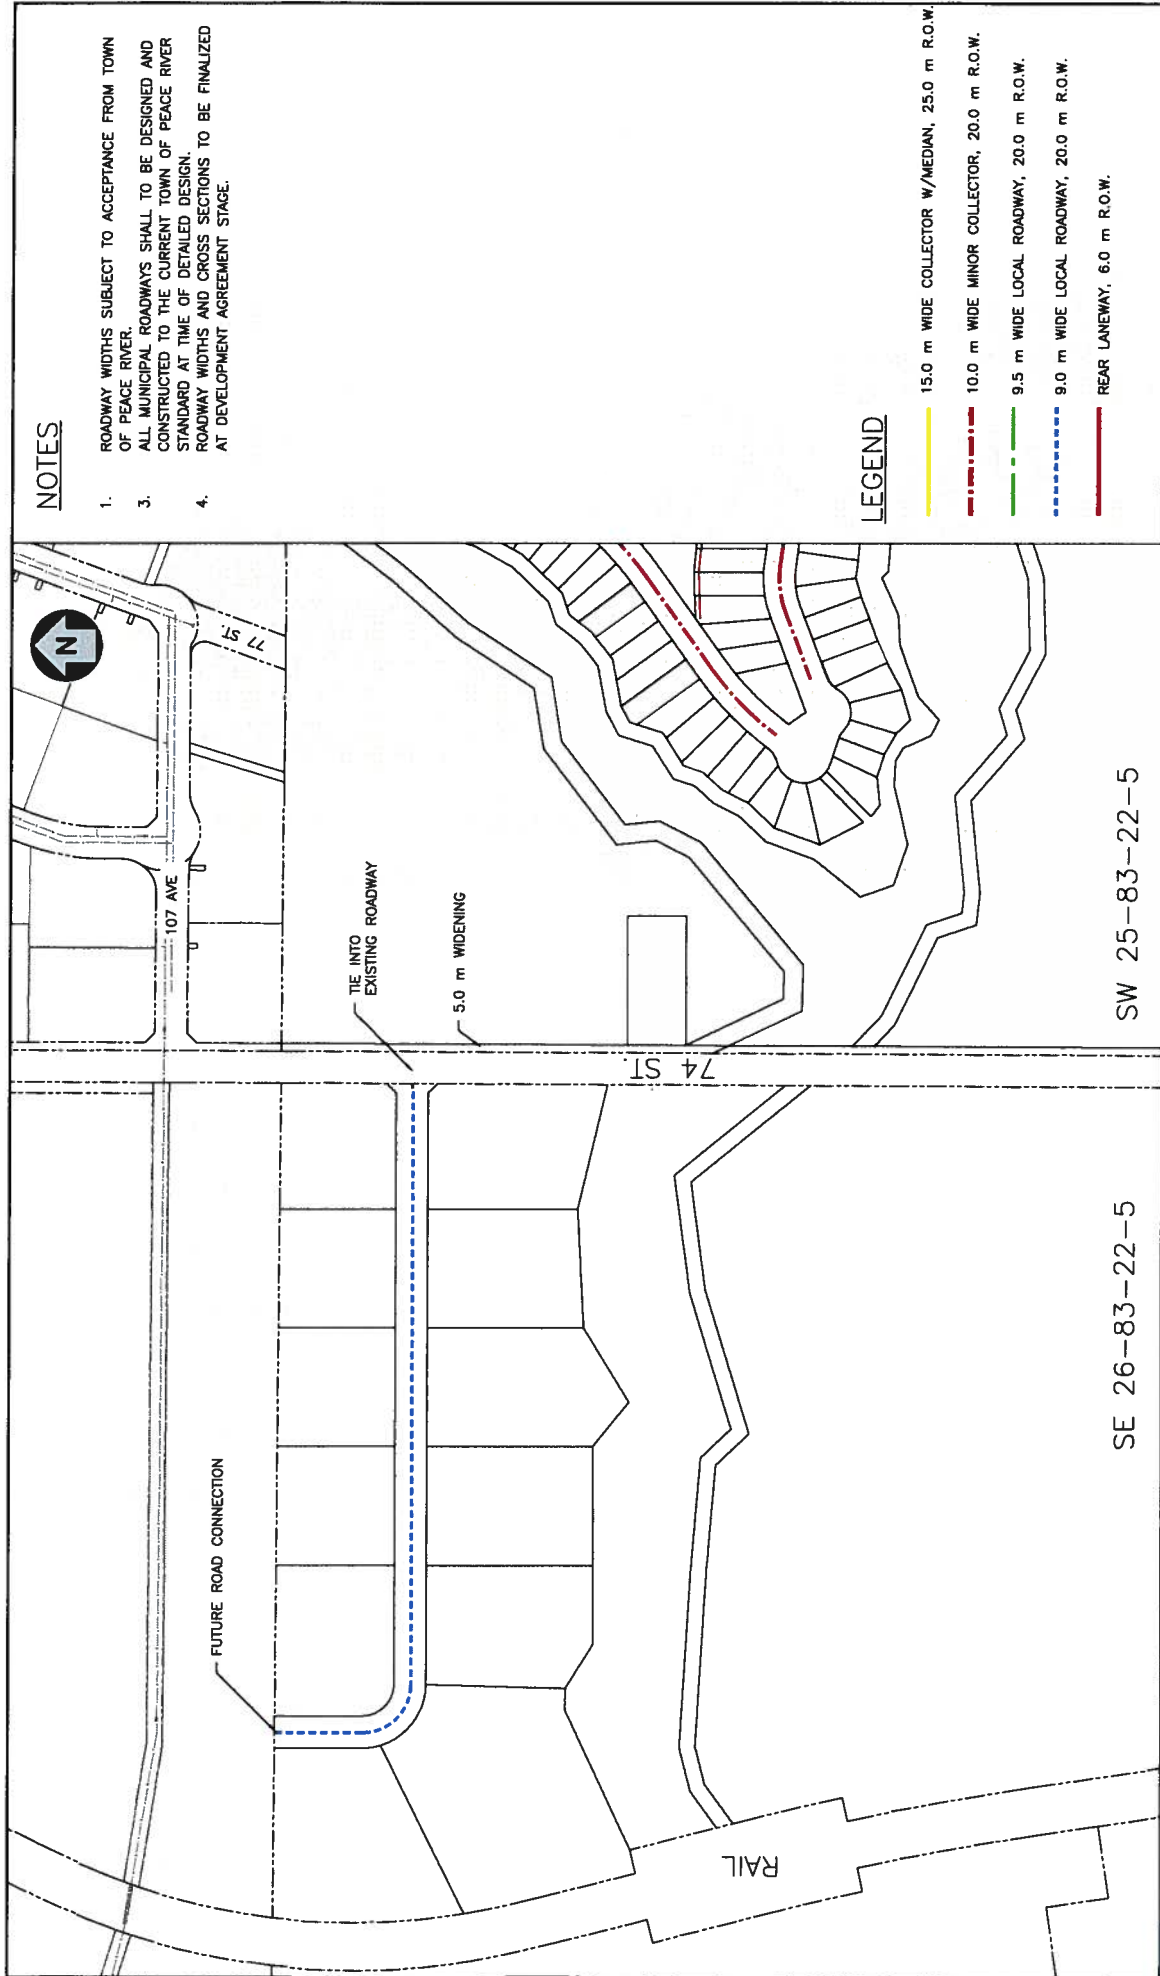 NOTES
1. ROADWAY WIDTHS SUBJECT TO ACCEPTANCE FROM TOWN
OF PEACE RIVER.
3. ALL MUNICIPAL ROADWAYS SHALL TO BE DESIGNED AND
CONSTRUCTED TO THE CURRENT TOWN OF PEACE RIVER
STANDARD AT TIME OF DETAILED DESIGN.
4. ROADWAY WIDTHS AND CROSS SECTIONS TO BE FINALIZED
AT DEVELOPMENT AGREEMENT STAGE.
LEGEND
15.0 m WIDE COLLECTOR W/MEDIAN, 25.0 m R.O.W.
10.0 m WIDE MINOR COLLECTOR, 20.0 m R.O.W.
9.5 m WIDE LOCAL ROADWAY, 20.0 m R.O.W.
9.0 m WIDE LOCAL ROADWAY, 20.0 m R.O.W.
REAR LANEWAY, 6.0 m R.O.W.
N
77 ST.
107 AVE
TIE INTO
EXISTING ROADWAY
5.0 m WIDENING
74 ST.
FUTURE ROAD CONNECTION
RAIL
SE 26-83-22-5
SW 25-83-22-5